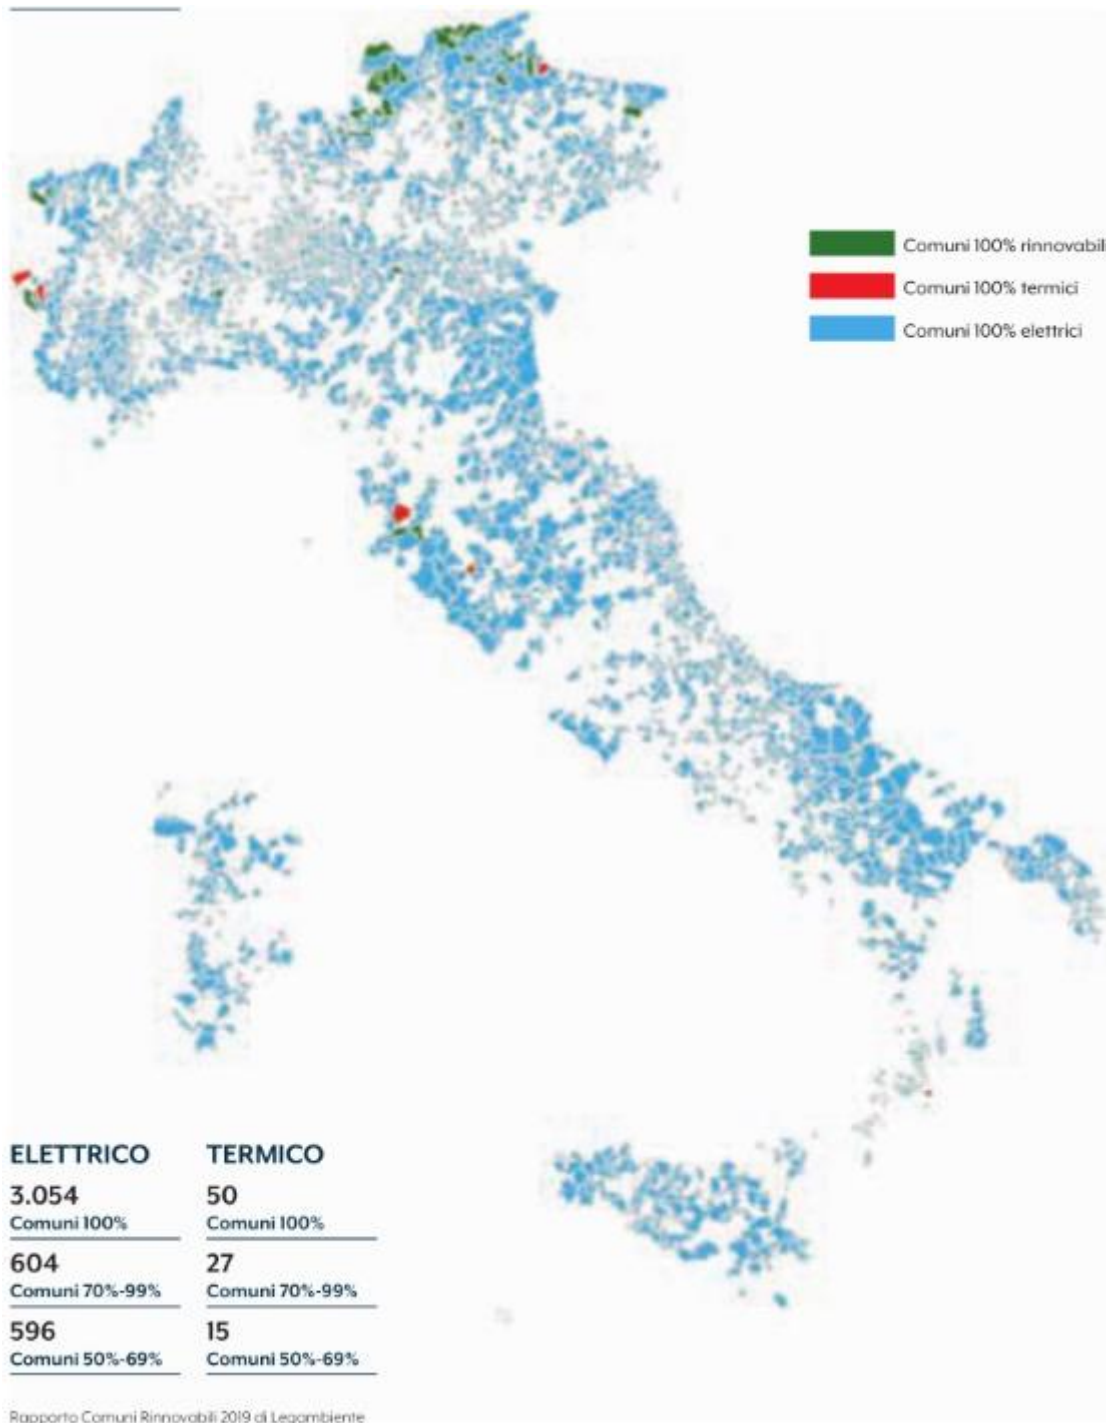 Comuni 100% rinnovabili
Comuni 100% termici
Comuni 100% elettrici
ELETTRICO
3.054
Comuni 100%
604
Comuni 70%-99%
596
Comuni 50%-69%
TERMICO
50
Comuni 100%
27
Comuni 70%-99%
15
Comuni 50%-69%
Rapporto Comuni Rinnovabili 2019 di Legambiente